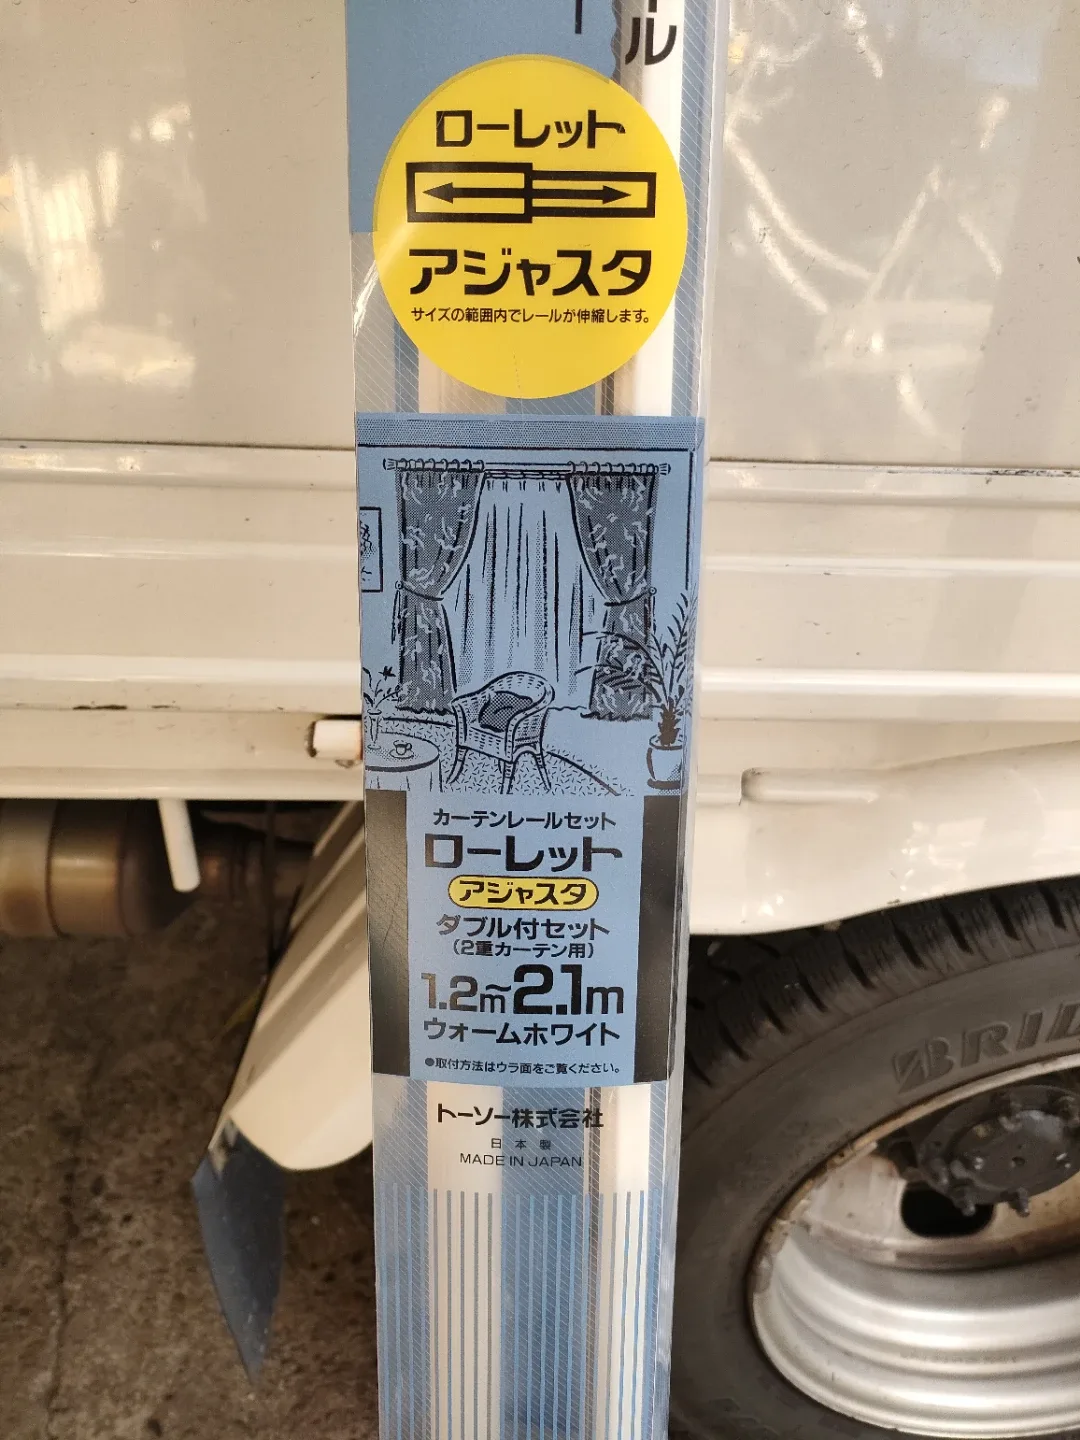 ール
ローレット
アジャスタ
サイズの範囲内でレールが伸縮します。
カーテンレールセット
ローレット
アジャスタ
ダブル付セット
(2重カーテン用)
1.2m~2.1m
ウォームホワイト
●取付方法はウラ面をご覧ください。
トーソー株式会社
日本製
MADE IN JAPAN